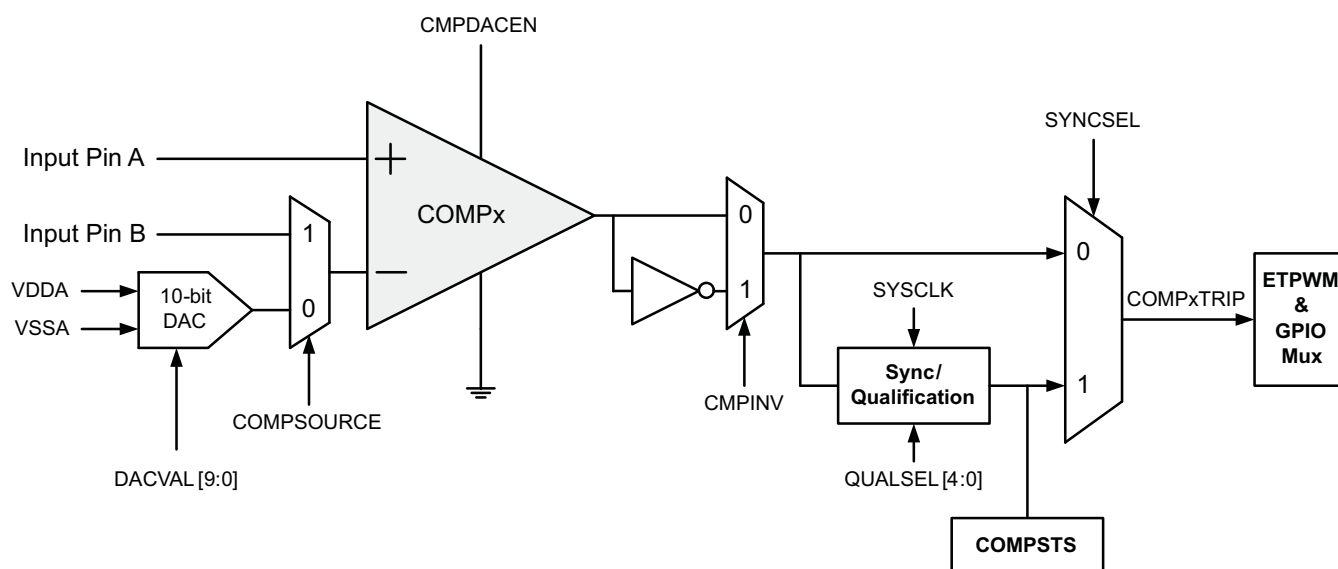 CMPDACEN
SYNCSEL
Input Pin A
+
COMPx
Input Pin B
1
0
−
VDDA
VSSA
10-bit
DAC
COMPSOURCE
DACVAL [9:0]
0
1
CMPINV
SYSCLK
Sync/
Qualification
QUALSEL [4:0]
0
1
COMPxTRIP
ETPWM
&
GPIO
Mux
COMPSTS